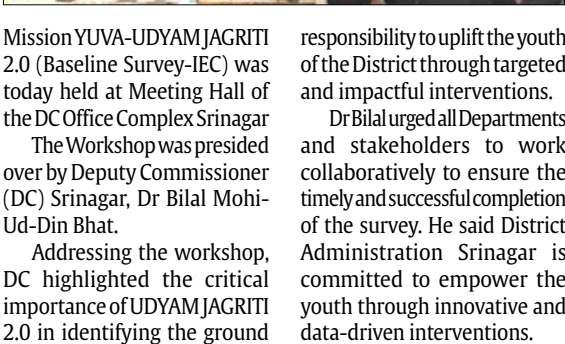 Mission YUVA-UDYAM JAGRITI
2.0 (Baseline Survey-IEC) was
today held at Meeting Hall of
the DC Office Complex Srinagar
The Workshop was presided
over by Deputy Commissioner
(DC) Srinagar, Dr Bilal Mohi-
Ud-Din Bhat.
Addressing the workshop,
DC highlighted the critical
importance of UDYAM JAGRITI
2.0 in identifying the ground
responsibility to uplift the youth
of the District through targeted
and impactful interventions.
Dr Bilal urged all Departments
and stakeholders to work
collaboratively to ensure the
timely and successful completion
of the survey. He said District
Administration Srinagar is
committed to empower the
youth through innovative and
data-driven interventions.